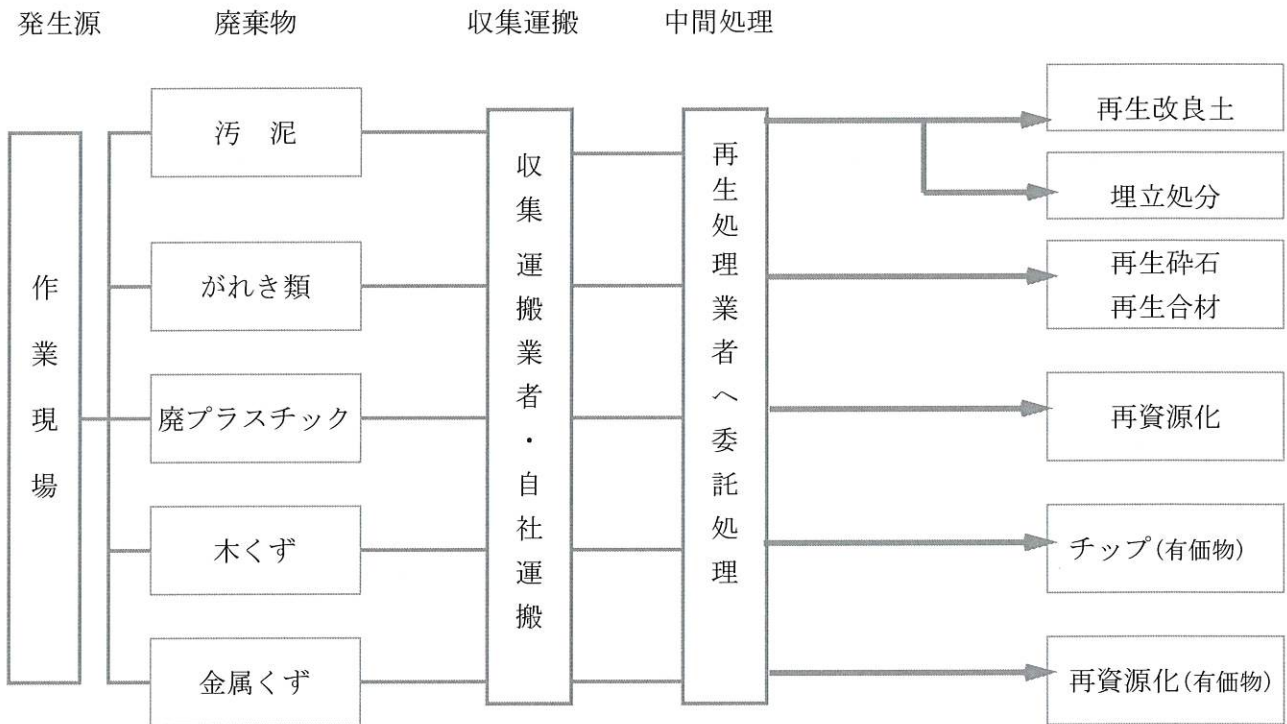 発生源 廃棄物 収集運搬 中間処理
作業現場
汚泥
がれき類
廃プラスチック
木くず
金属くず
収集運搬業者・自社運搬
再生処理業者へ委託処理
再生改良土
埋立処分
再生砕石
再生合材
再資源化
チップ(有価物)
再資源化(有価物)